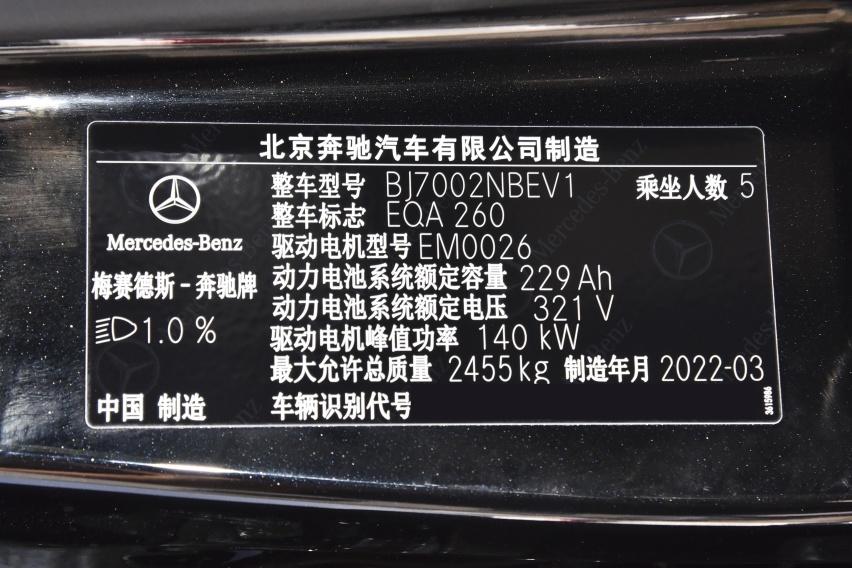 北京奔驰汽车有限公司制造
整车型号 BJ7002NBEV1 乘坐人数 5
整车标志 EQA 260
Mercedes-Benz
驱动电机型号 EM0026
梅赛德斯-奔驰牌
动力电池系统额定容量 229 Ah
动力电池系统额定电压 321 V
1.0 %
驱动电机峰值功率 140 kW
最大允许总质量 2455 kg 制造年月 2022-03
中国 制造 车辆识别代号
3615986